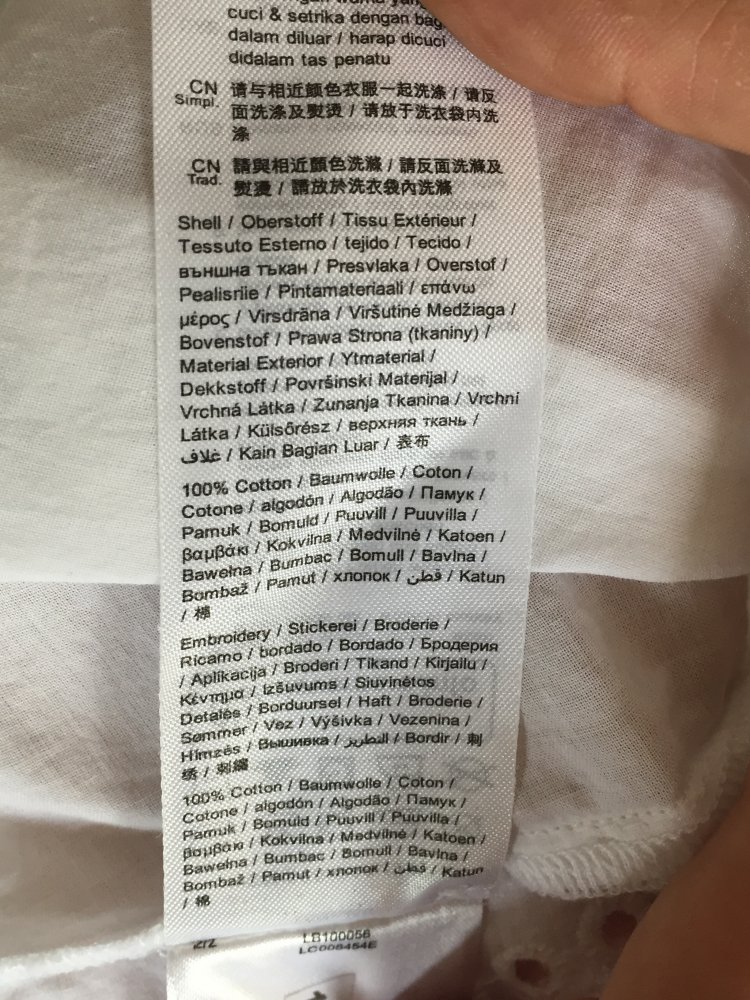 cuci & setrika dengan bag
dalam diluar / harap dicuci
didalam tas penatu
CN Simpl. 请与相近颜色衣服一起洗涤 / 请反
面洗涤及熨烫 / 请放于洗衣袋内洗
涤
CN Trad. 請與相近顏色洗滌 / 請反面洗滌及
熨燙 / 請放於洗衣袋內洗滌
Shell / Oberstoff / Tissu Extérieur /
Tessuto Esterno / tejido / Tecido /
външна тъкан / Presvlaka / Overstof /
Pealisriie / Pintamateriaali / επάνω
μέρος / Virsdrāna / Viršutinė Medžiaga /
Bovenstof / Prawa Strona (tkaniny) /
Material Exterior / Ytmaterial /
Dekkstoff / Površinski Materijal /
Vrchná Látka / Zunanja Tkanina / Vrchni
Látka / Külsőrész / верхняя ткань /
غلاف / Kain Bagian Luar / 表布
100% Cotton / Baumwolle / Coton /
Cotone / algodón / Algodão / Памук /
Pamuk / Bomuld / Puuvill / Puuvilla /
βαμβάκι / Kokvilna / Medvilnė / Katoen /
Bawełna / Bumbac / Bomull / Bavlna /
Bombaž / Pamut / хлопок / قطن / Katun
/ 棉
Embroidery / Stickerei / Broderie /
Ricamo / bordado / Bordado / Бродерия
/ Aplikacija / Broderi / Tikand / Kirjailu /
Κέντημα / Izšuvums / Siuvinėtos
Detalės / Borduursel / Haft / Broderie /
Sømmer / Vez / Výšivka / Vezenina /
Hímzés / Вышивка / التطريز / Bordir / 刺
绣 / 刺繡
100% Cotton / Baumwolle / Coton /
Cotone / algodón / Algodão / Памук /
Pamuk / Bomuld / Puuvill / Puuvilla /
βαμβάκι / Kokvilna / Medvilnė / Katoen /
Bawełna / Bumbac / Bomull / Bavlna /
Bombaž / Pamut / хлопок / قطن / Katun
/ 棉
2/2
LB100056
LC008454E